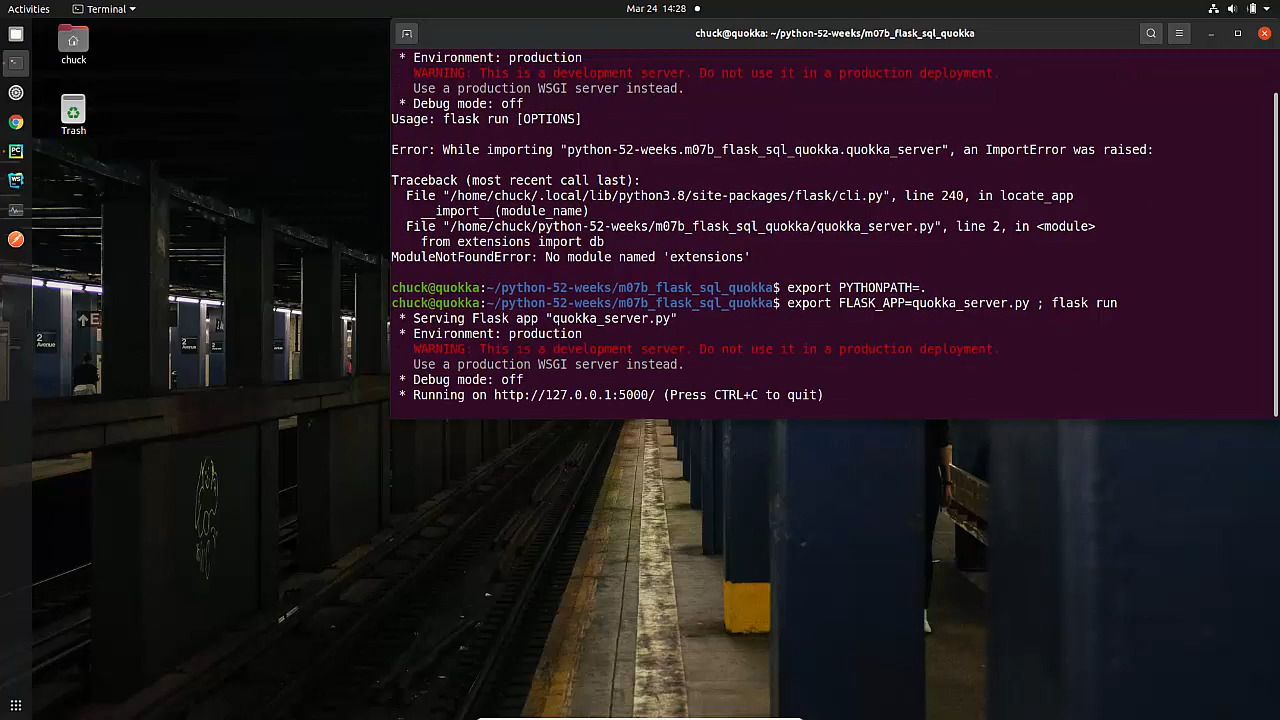 Activities
Terminal
Mar 24 14:28
chuck@quokka: ~/python-52-weeks/m07b_flask_sql_quokka
chuck
Trash
* Environment: production
WARNING: This is a development server. Do not use it in a production deployment.
Use a production WSGI server instead.
* Debug mode: off
Usage: flask run [OPTIONS]
Error: While importing "python-52-weeks.m07b_flask_sql_quokka.quokka_server", an ImportError was raised:
Traceback (most recent call last):
File "/home/chuck/.local/lib/python3.8/site-packages/flask/cli.py", line 240, in locate_app
__import__(module_name)
File "/home/chuck/python-52-weeks/m07b_flask_sql_quokka/quokka_server.py", line 2, in <module>
from extensions import db
ModuleNotFoundError: No module named 'extensions'
chuck@quokka:~/python-52-weeks/m07b_flask_sql_quokka$ export PYTHONPATH=.
chuck@quokka:~/python-52-weeks/m07b_flask_sql_quokka$ export FLASK_APP=quokka_server.py ; flask run
* Serving Flask app "quokka_server.py"
* Environment: production
WARNING: This is a development server. Do not use it in a production deployment.
Use a production WSGI server instead.
* Debug mode: off
* Running on http://127.0.0.1:5000/ (Press CTRL+C to quit)
PC
WS
2
Avenue
2
Avenue
2